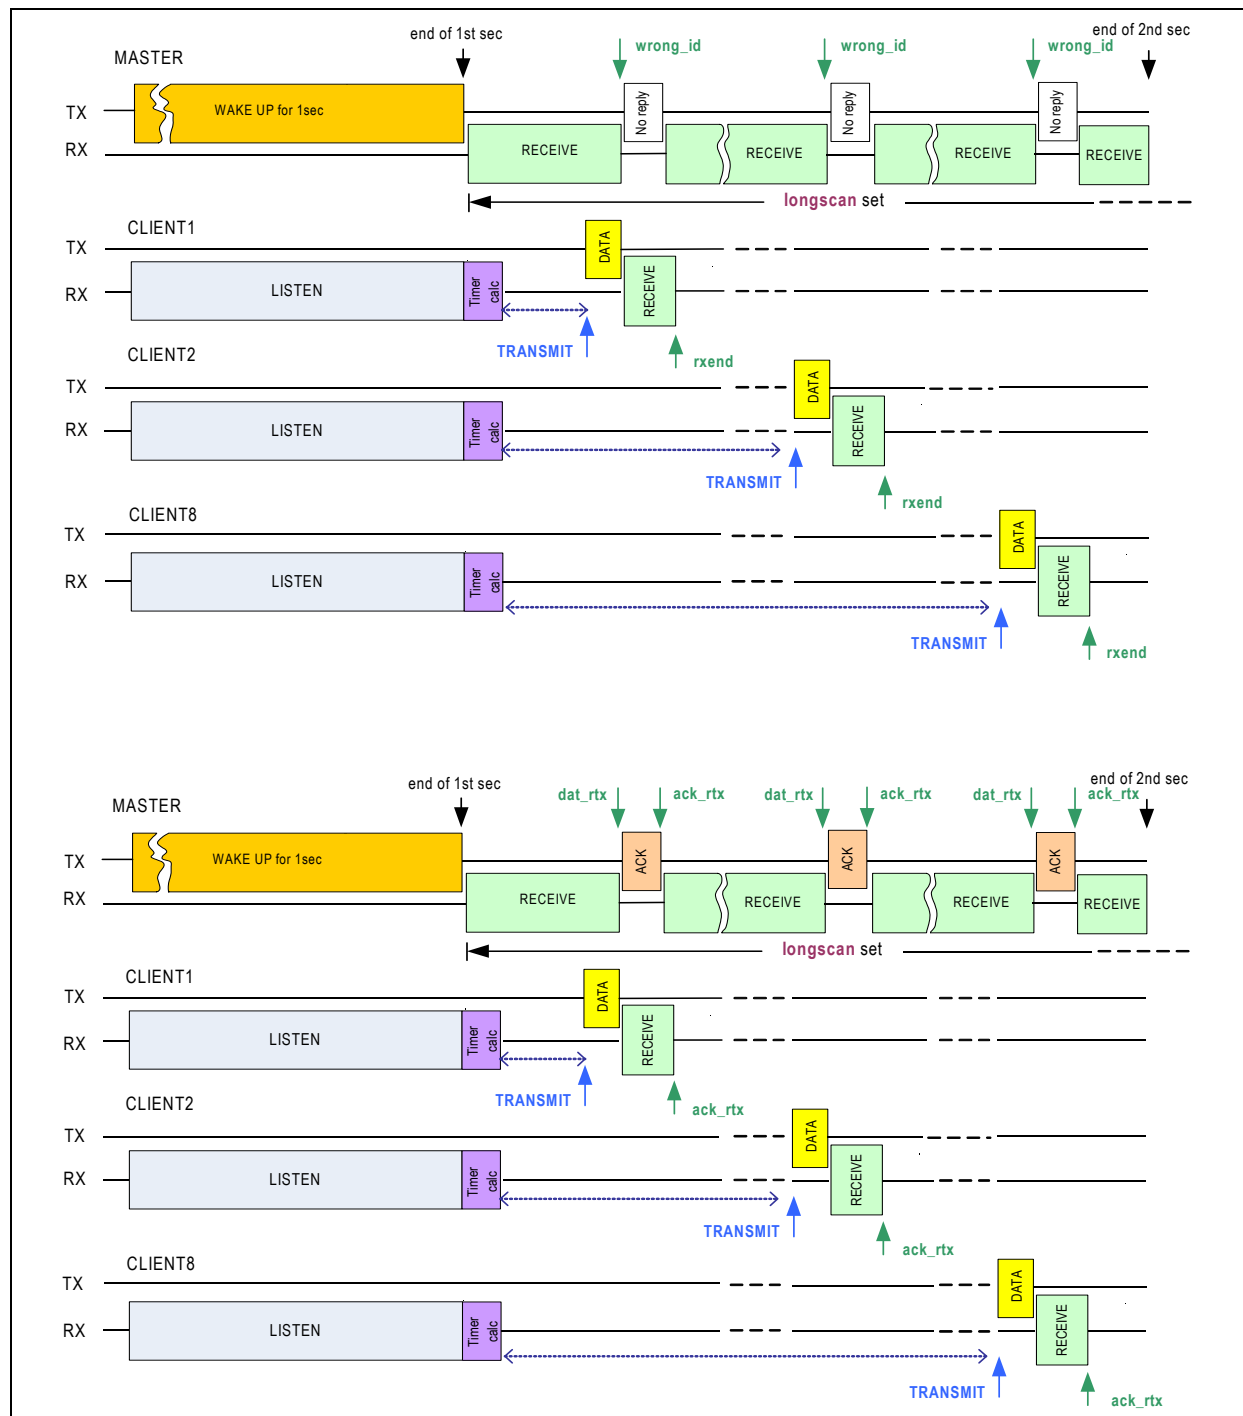 end of 1st sec
end of 2nd sec
wrong_id
wrong_id
wrong_id
MASTER
TX
WAKE UP for 1sec
No reply
No reply
No reply
RX
RECEIVE
RECEIVE
RECEIVE
RECEIVE
longscan set
CLIENT1
TX
DATA
RX
LISTEN
Timer calc
RECEIVE
TRANSMIT
rxend
CLIENT2
TX
DATA
RX
LISTEN
Timer calc
RECEIVE
TRANSMIT
rxend
CLIENT8
TX
DATA
RX
LISTEN
Timer calc
RECEIVE
TRANSMIT
rxend
end of 1st sec
end of 2nd sec
dat_rtx
ack_rtx
dat_rtx
ack_rtx
dat_rtx
ack_rtx
MASTER
TX
WAKE UP for 1sec
ACK
ACK
ACK
RX
RECEIVE
RECEIVE
RECEIVE
RECEIVE
longscan set
CLIENT1
TX
DATA
RX
LISTEN
Timer calc
RECEIVE
TRANSMIT
ack_rtx
CLIENT2
TX
DATA
RX
LISTEN
Timer calc
RECEIVE
TRANSMIT
ack_rtx
CLIENT8
TX
DATA
RX
LISTEN
Timer calc
RECEIVE
TRANSMIT
ack_rtx